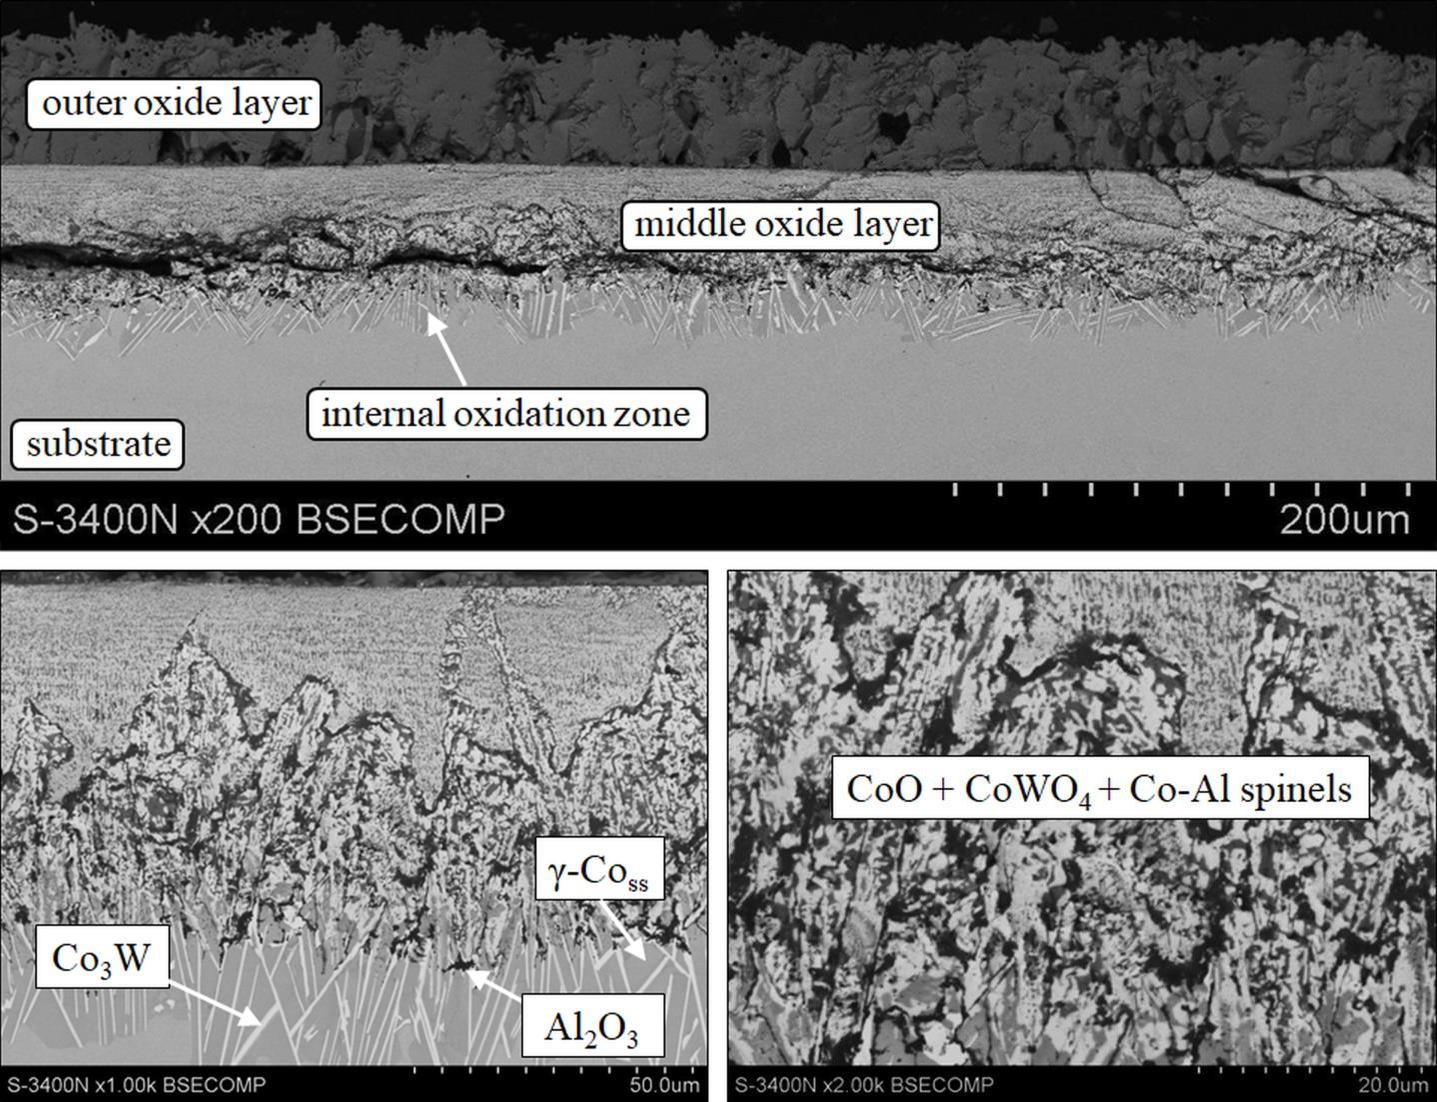 outer oxide layer
middle oxide layer
internal oxidation zone
substrate
S-3400N x200 BSECOMP 200um
γ-Coss
Co3W
Al2O3
S-3400N x1.00k BSECOMP 50.0um
CoO + CoWO4 + Co-Al spinels
S-3400N x2.00k BSECOMP 20.0um